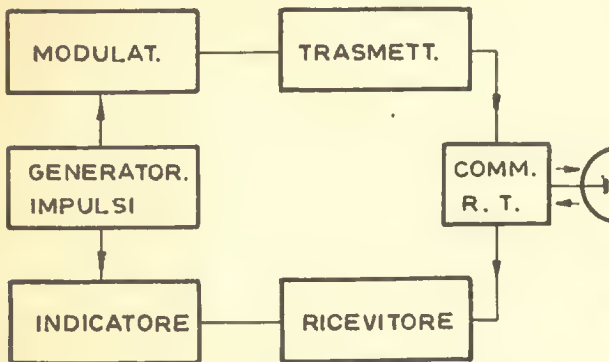 MODULAT.
TRASMETT.
GENERATOR.
IMPULSI
COMM.
R. T.
INDICATORE
RICEVITORE